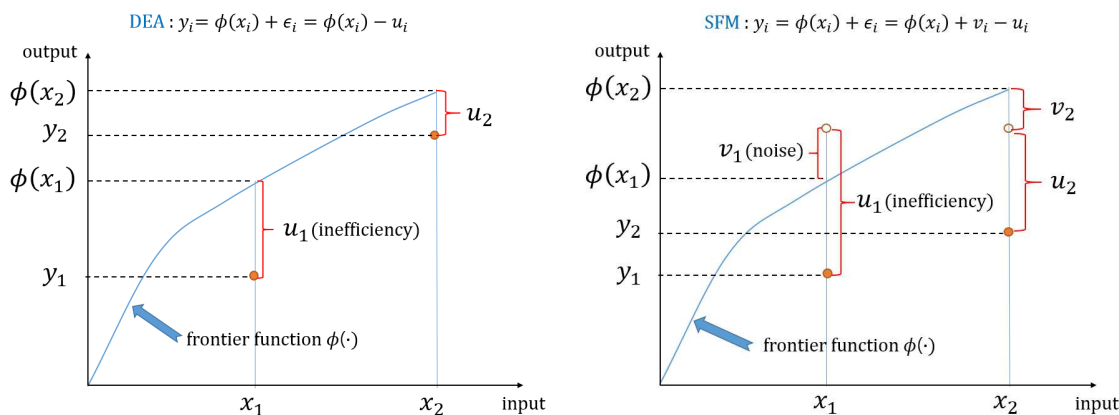 DEA : yᵢ= ϕ(xᵢ) + ϵᵢ = ϕ(xᵢ) − uᵢ
output
ϕ(x₂)
u₂
y₂
ϕ(x₁)
u₁(inefficiency)
y₁
frontier function ϕ(·)
x₁
x₂
input
SFM : yᵢ = ϕ(xᵢ) + ϵᵢ = ϕ(xᵢ) + vᵢ − uᵢ
output
ϕ(x₂)
v₂
v₁(noise)
ϕ(x₁)
u₂
u₁(inefficiency)
y₂
y₁
frontier function ϕ(·)
x₁
x₂
input